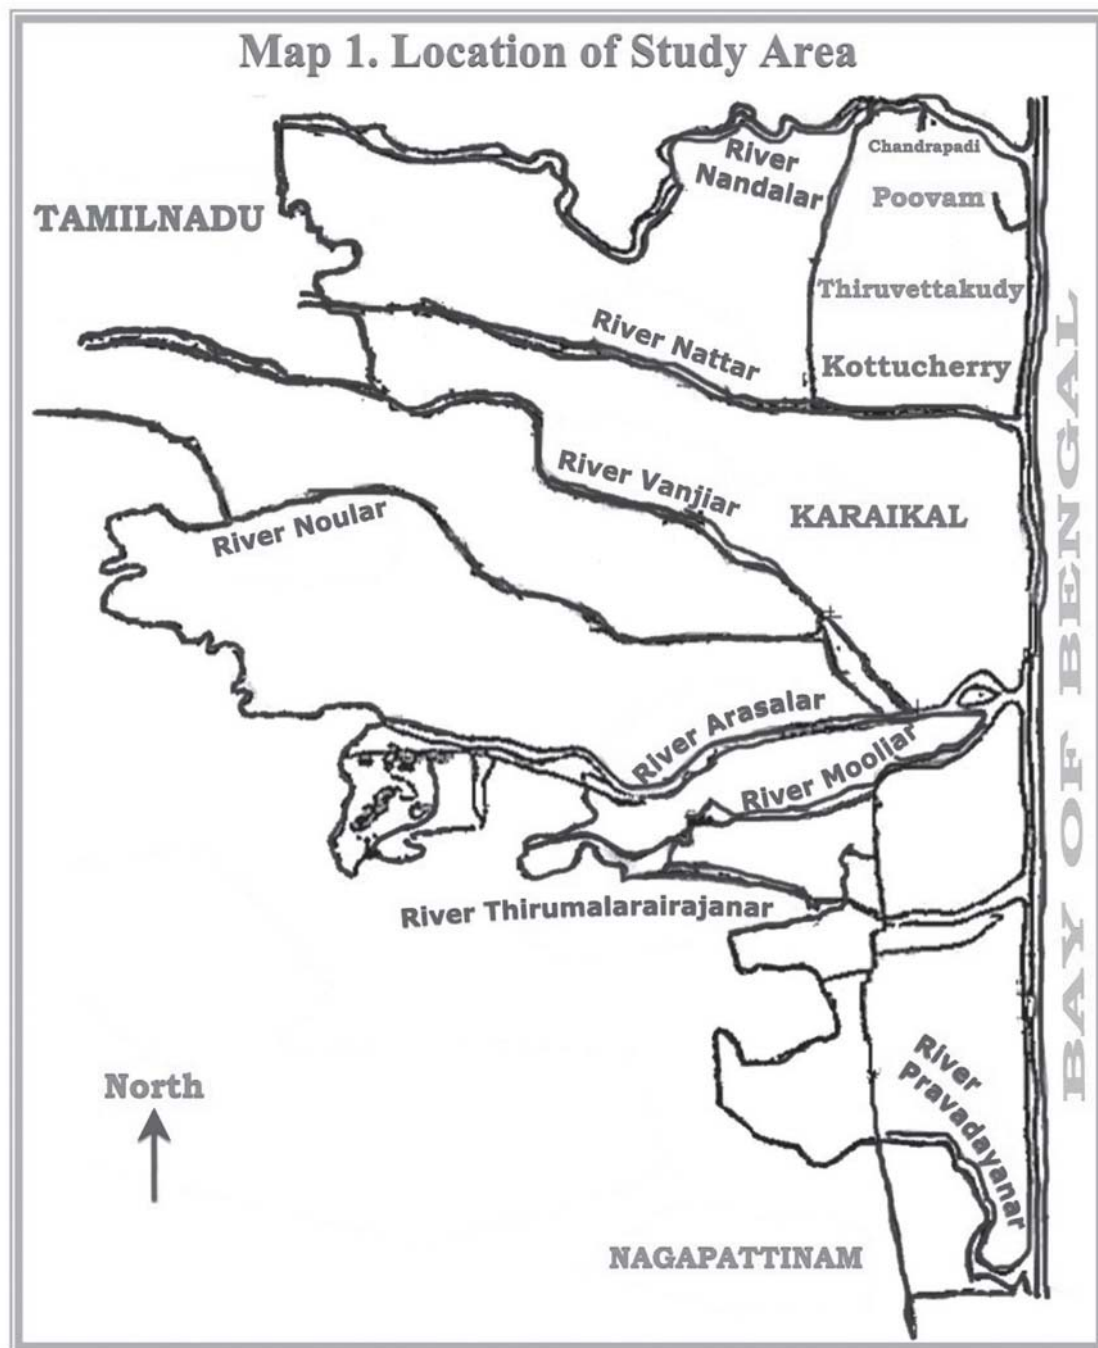 Map 1. Location of Study Area
River
Nandalar
Chandrapadi
Poovam
TAMILNADU
Thiruvettakudy
River Nattar
Kottucherry
River Vanjiar
River Noular
KARAIKAL
BAY OF BENGAL
River Arasalar
River Mooliar
River Thirumalarairajanar
River
Pravadayanar
North
NAGAPATTINAM